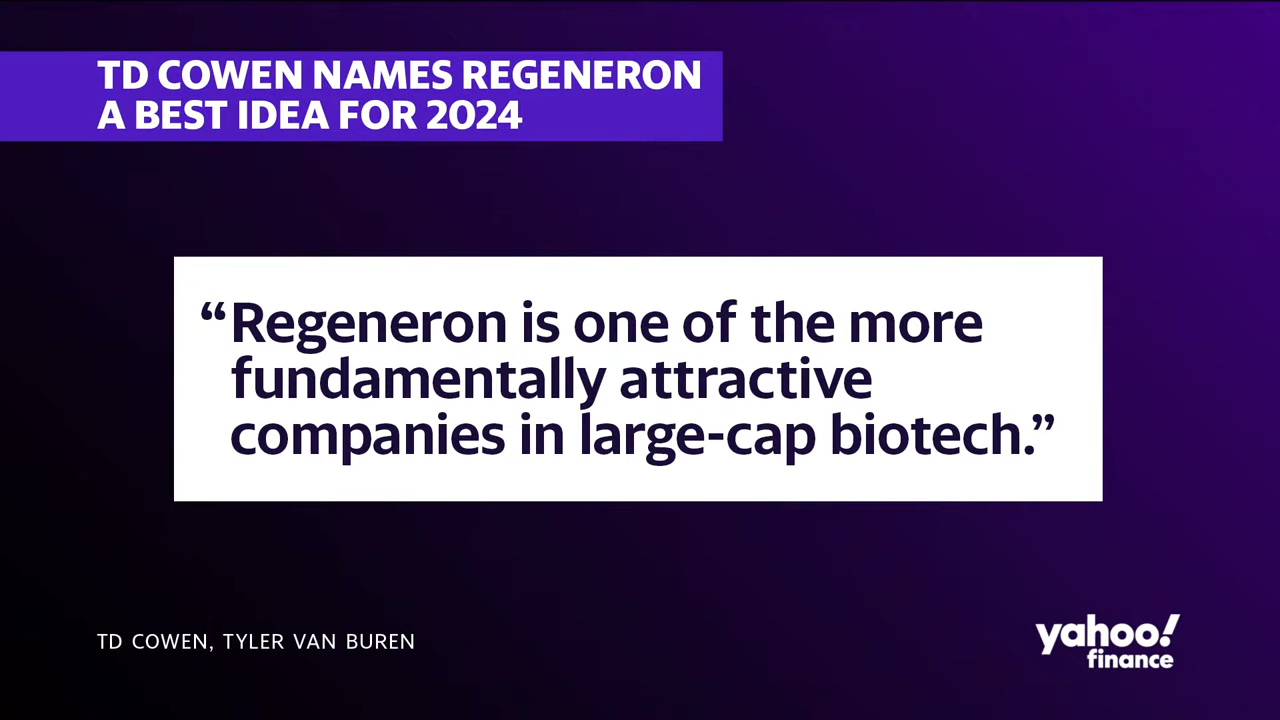 TD COWEN NAMES REGENERON
A BEST IDEA FOR 2024
“Regeneron is one of the more
fundamentally attractive
companies in large-cap biotech.”
TD COWEN, TYLER VAN BUREN
yahoo!
finance